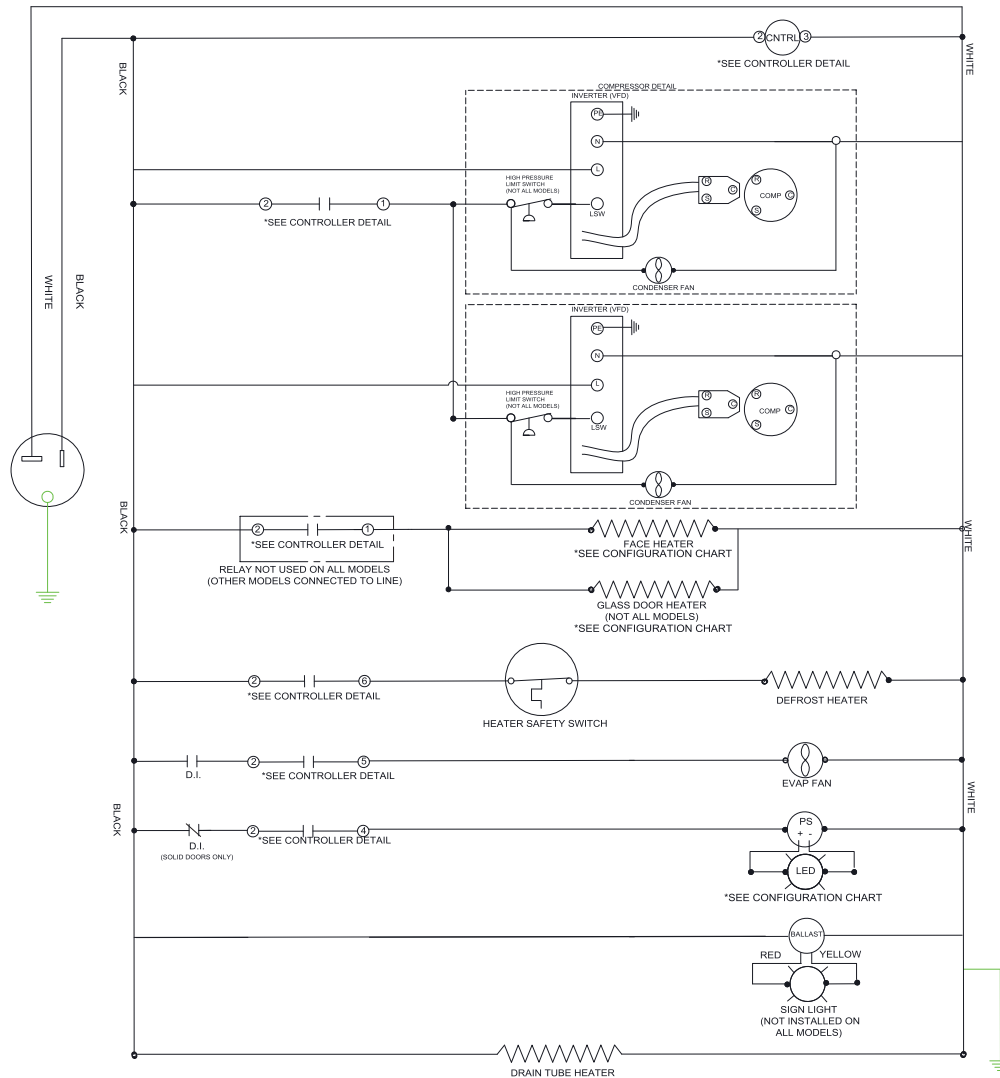 2 CNTRL 3
*SEE CONTROLLER DETAIL
BLACK
WHITE
COMPRESSOR DETAIL
INVERTER (VFD)
PE
N
L
HIGH PRESSURE
LIMIT SWITCH
(NOT ALL MODELS)
LSW
R
S
C
R
COMP C
S
2 1
*SEE CONTROLLER DETAIL
CONDENSER FAN
WHITE
BLACK
INVERTER (VFD)
PE
N
L
HIGH PRESSURE
LIMIT SWITCH
(NOT ALL MODELS)
LSW
R
S
C
R
COMP C
S
CONDENSER FAN
BLACK
2 1
*SEE CONTROLLER DETAIL
RELAY NOT USED ON ALL MODELS
(OTHER MODELS CONNECTED TO LINE)
FACE HEATER
*SEE CONFIGURATION CHART
WHITE
GLASS DOOR HEATER
(NOT ALL MODELS)
*SEE CONFIGURATION CHART
2 6
*SEE CONTROLLER DETAIL
HEATER SAFETY SWITCH
DEFROST HEATER
D.I.
2 5
*SEE CONTROLLER DETAIL
EVAP FAN
BLACK
WHITE
D.I.
(SOLID DOORS ONLY)
2 4
*SEE CONTROLLER DETAIL
PS
+ -
LED
*SEE CONFIGURATION CHART
BALLAST
RED YELLOW
SIGN LIGHT
(NOT INSTALLED ON
ALL MODELS)
DRAIN TUBE HEATER